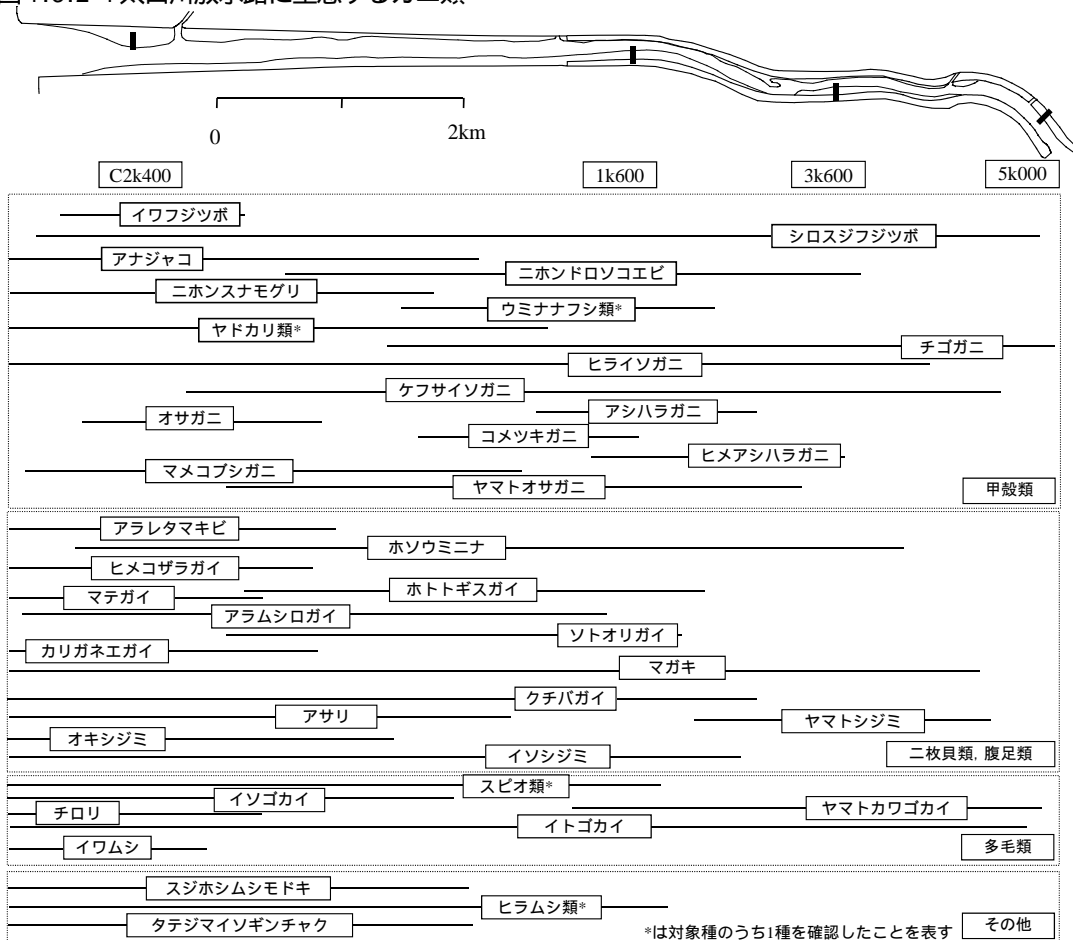 0
2km
C2k400
1k600
3k600
5k000
イワフジツボ
シロスジフジツボ
アナジャコ
ニホンドロソコエビ
ニホンスナモグリ
ウミナナフシ類*
ヤドカリ類*
チゴガニ
ヒライソガニ
ケフサイソガニ
アシハラガニ
オサガニ
コメツキガニ
ヒメアシハラガニ
マメコブシガニ
ヤマトオサガニ
甲殻類
アラレタマキビ
ホソウミニナ
ヒメコザラガイ
ホトトギスガイ
マテガイ
アラムシロガイ
ソトオリガイ
カリガネエガイ
マガキ
クチバガイ
アサリ
ヤマトシジミ
オキシジミ
イソシジミ
二枚貝類, 腹足類
スピオ類*
イソゴカイ
ヤマトカワゴカイ
チロリ
イトゴカイ
イワムシ
多毛類
スジホシムシモドキ
ヒラムシ類*
タテジマイソギンチャク
*は対象種のうち1種を確認したことを表す
その他